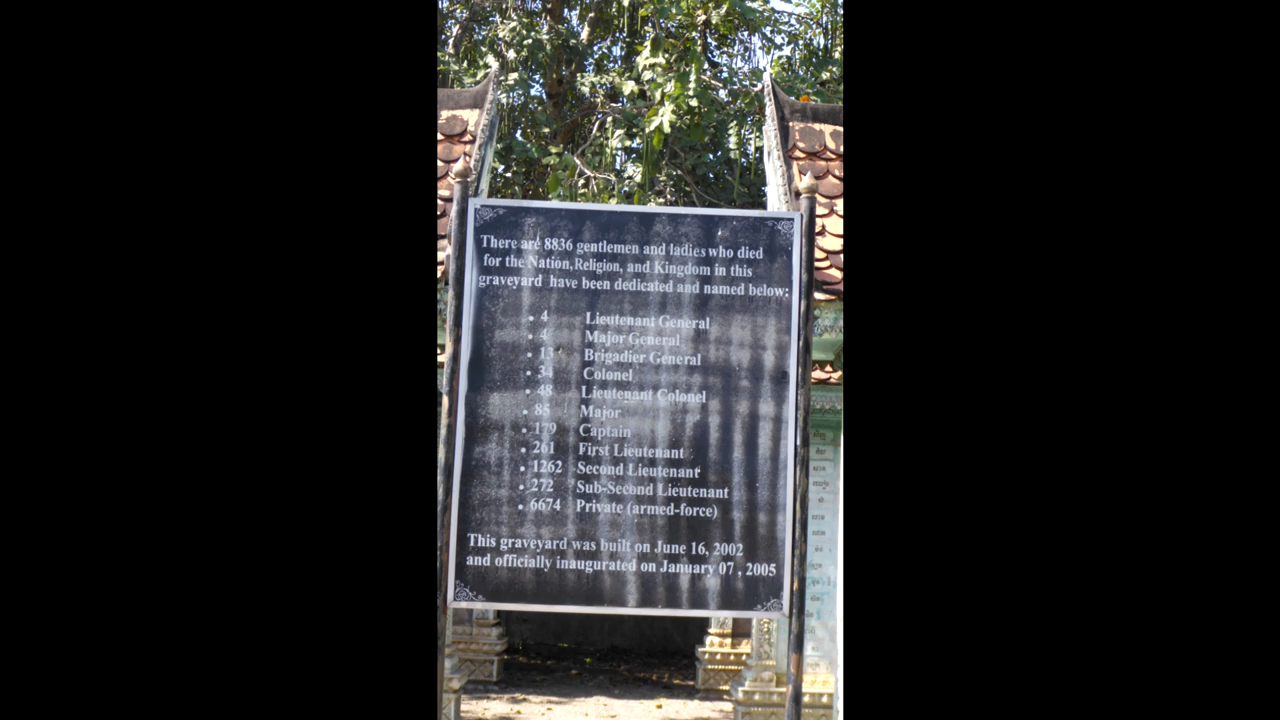 There are 8836 gentlemen and ladies who died
for the Nation, Religion, and Kingdom in this
graveyard have been dedicated and named below:
• 4 Lieutenant General
• 4 Major General
• 13 Brigadier General
• 34 Colonel
• 48 Lieutenant Colonel
• 85 Major
• 179 Captain
• 261 First Lieutenant
• 1262 Second Lieutenant
• 272 Sub-Second Lieutenant
• 6674 Private (armed-force)
This graveyard was built on June 16, 2002
and officially inaugurated on January 07 , 2005